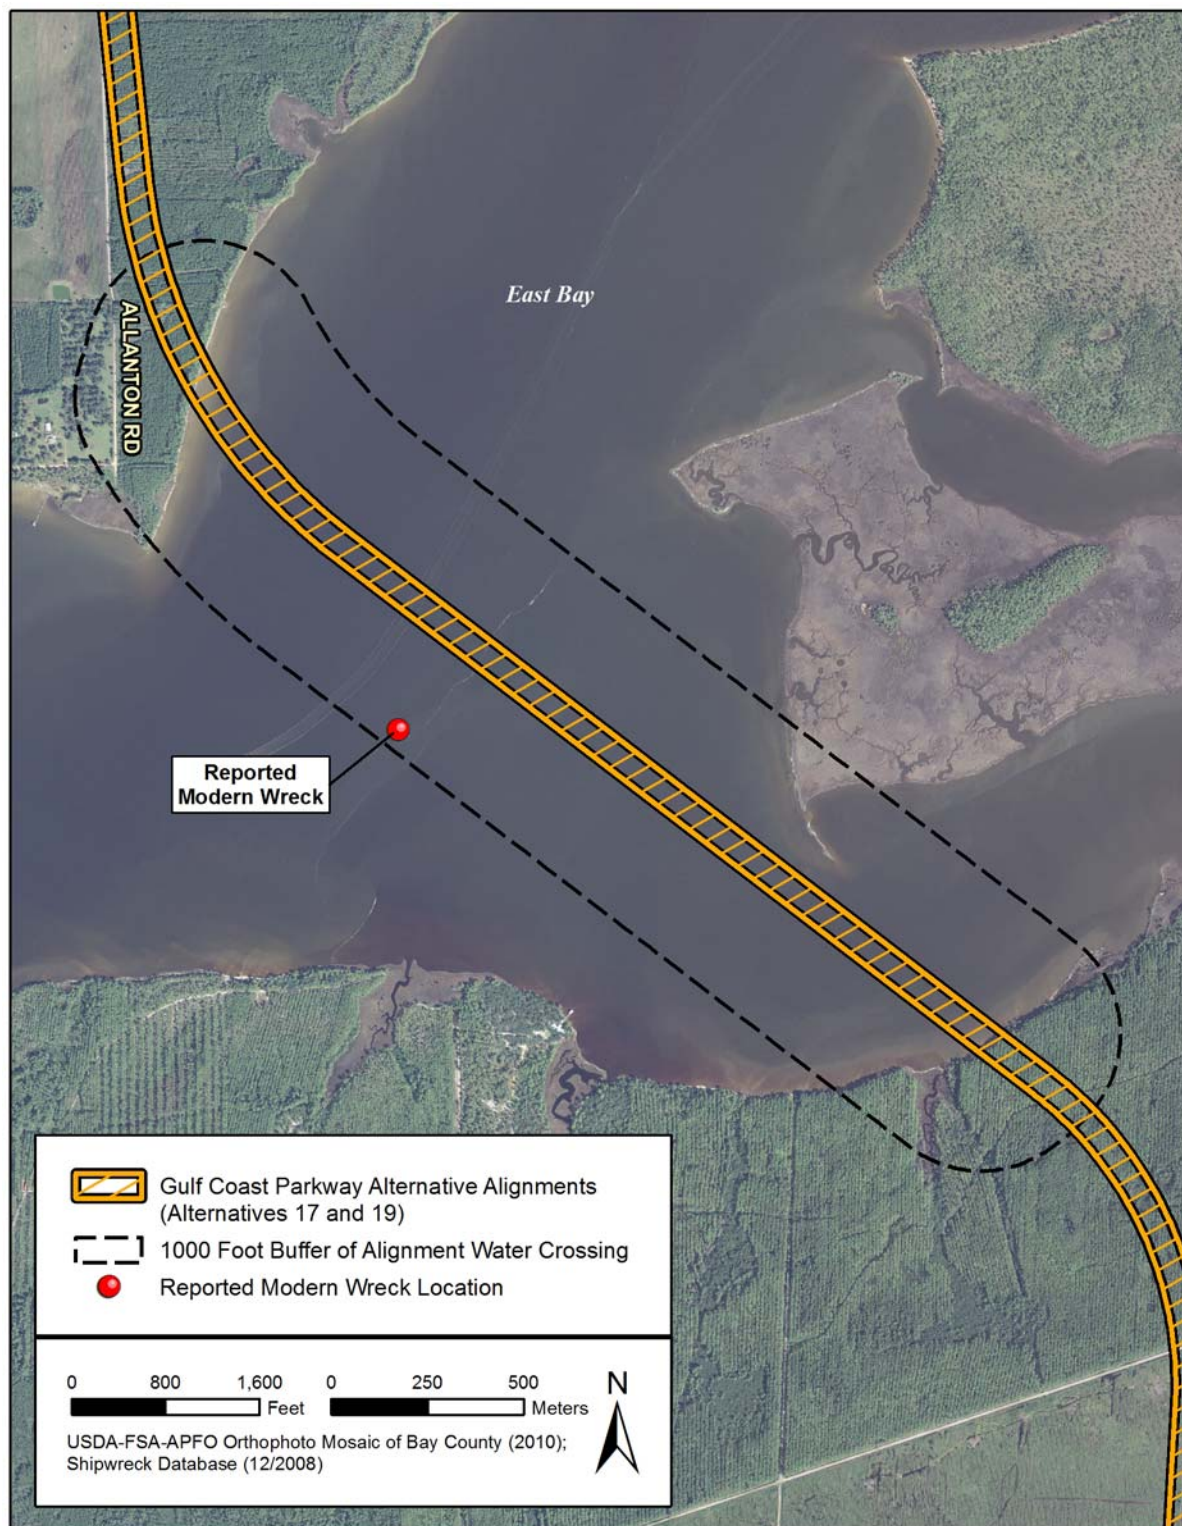 East Bay
ALLANTON RD
Reported
Modern Wreck
Gulf Coast Parkway Alternative Alignments
(Alternatives 17 and 19)
1000 Foot Buffer of Alignment Water Crossing
Reported Modern Wreck Location
0 800 1,600 0 250 500 N
Feet Meters
USDA-FSA-APFO Orthophoto Mosaic of Bay County (2010);
Shipwreck Database (12/2008)